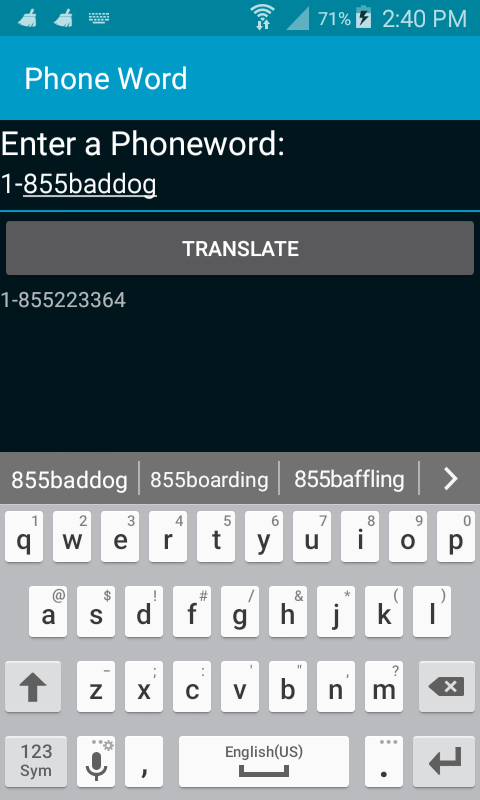 71% 2:40 PM
Phone Word
Enter a Phoneword:
1-855baddog
TRANSLATE
1-855223364
855baddog 855boarding 855baffling
1 2 3 4 5 6 7 8 9 0
q w e r t y u i o p
@ $ ! # / & * ( )
a s d f g h j k l
_ ; : ' " , ?
z x c v b n m
123 English(US)
Sym , .